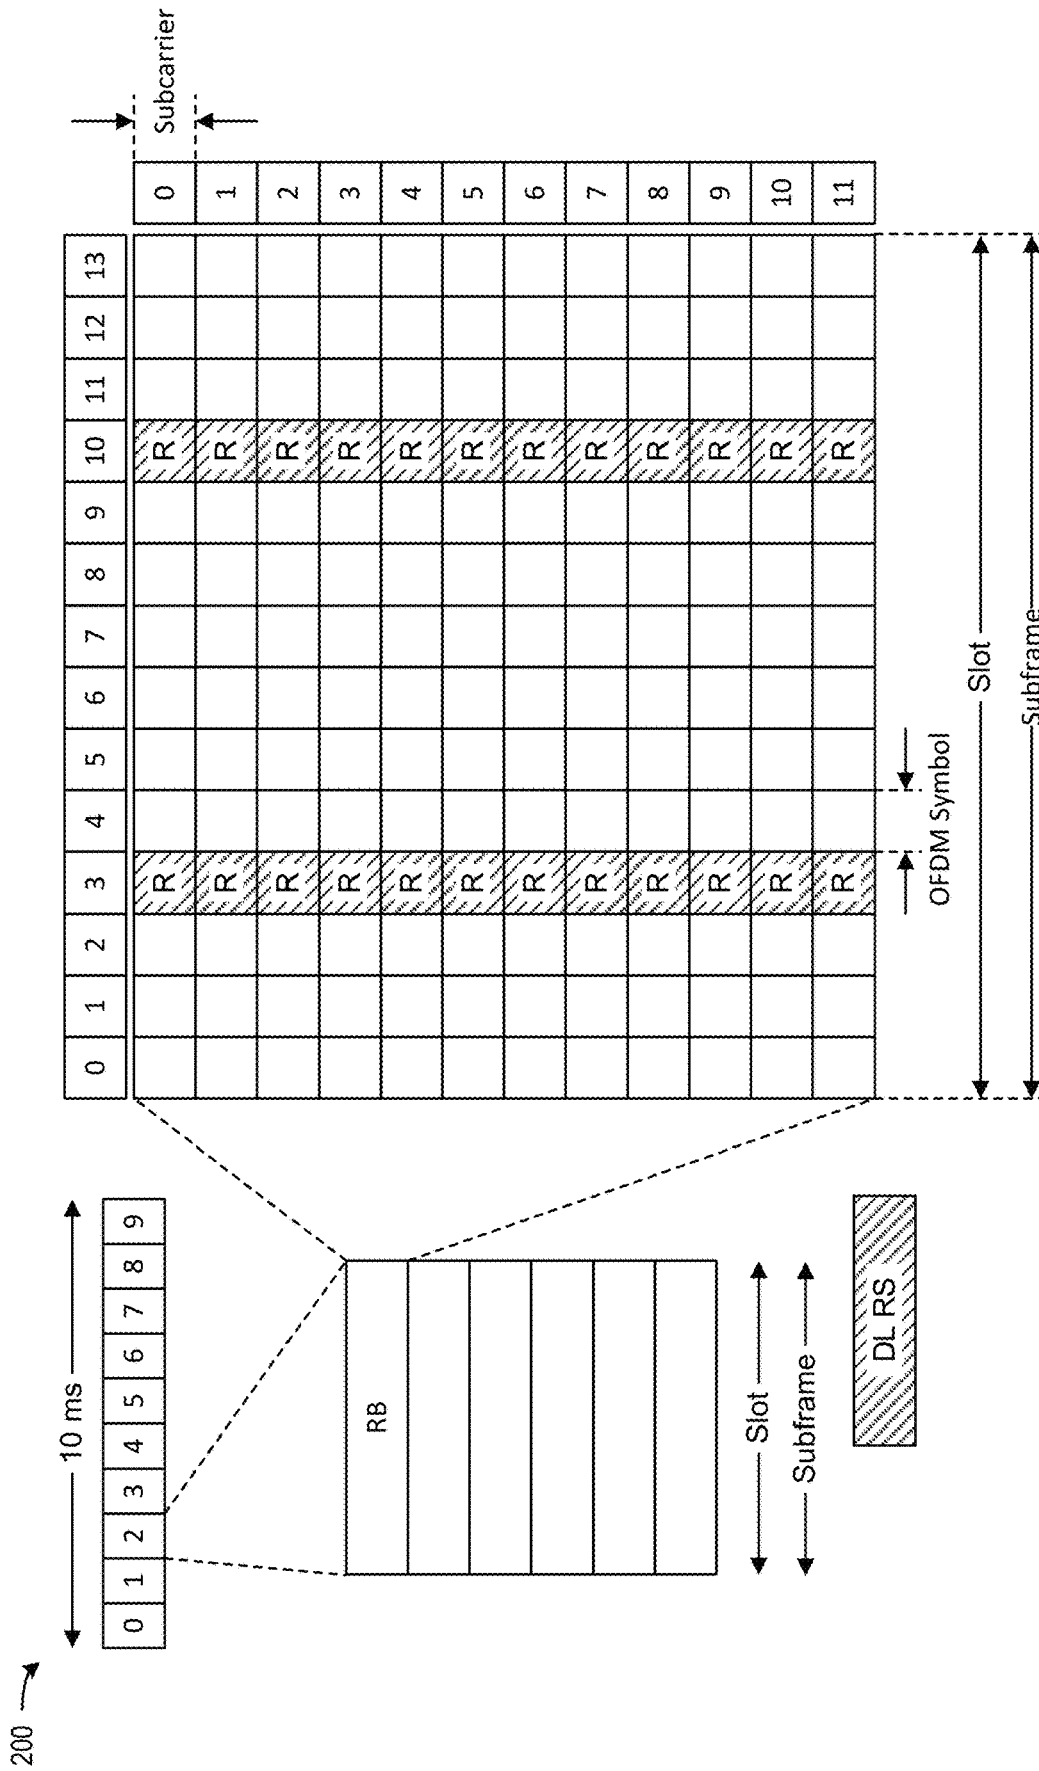 200
10 ms
0 1 2 3 4 5 6 7 8 9
RB
Slot
Subframe
DL RS
0 1 2 3 4 5 6 7 8 9 10 11 12 13
Subcarrier
R R 0
R R 1
R R 2
R R 3
R R 4
R R 5
R R 6
R R 7
R R 8
R R 9
R R 10
R R 11
OFDM Symbol
Slot
Subframe